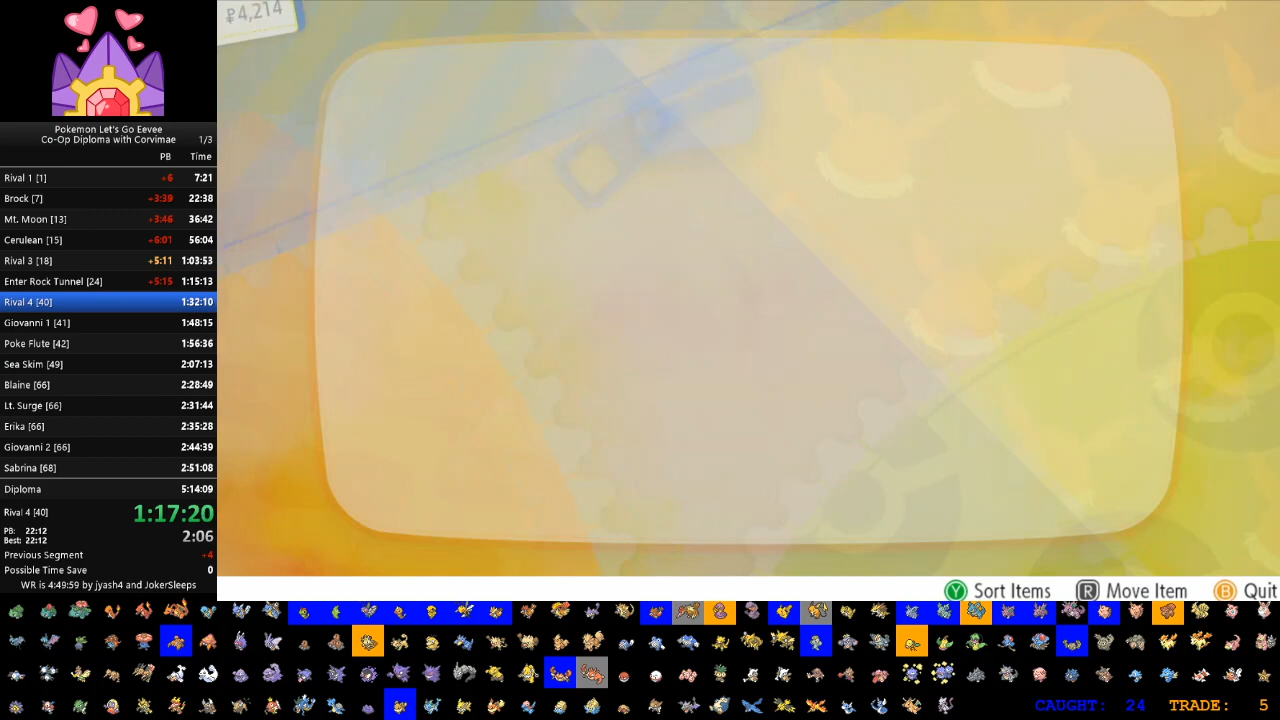 ₽4,214
Pokemon Let's Go Eevee
Co-Op Diploma with Corvimae 1/3
PB Time
Rival 1 [1] +6 7:21
Brock [7] +3:39 22:38
Mt. Moon [13] +3:46 36:42
Cerulean [15] +6:01 56:04
Rival 3 [18] +5:11 1:03:53
Enter Rock Tunnel [24] +5:15 1:15:13
Rival 4 [40] 1:32:10
Giovanni 1 [41] 1:48:15
Poke Flute [42] 1:56:36
Sea Skim [49] 2:07:13
Blaine [66] 2:28:49
Lt. Surge [66] 2:31:44
Erika [66] 2:35:28
Giovanni 2 [66] 2:44:39
Sabrina [68] 2:51:08
Diploma 5:14:09
Rival 4 [40] 1:17:20
PB: 22:12
Best: 22:12 2:06
Previous Segment +4
Possible Time Save 0
WR is 4:49:59 by jyash4 and JokerSleeps
Y Sort Items R Move Item B Quit
CAUGHT: 24 TRADE: 5